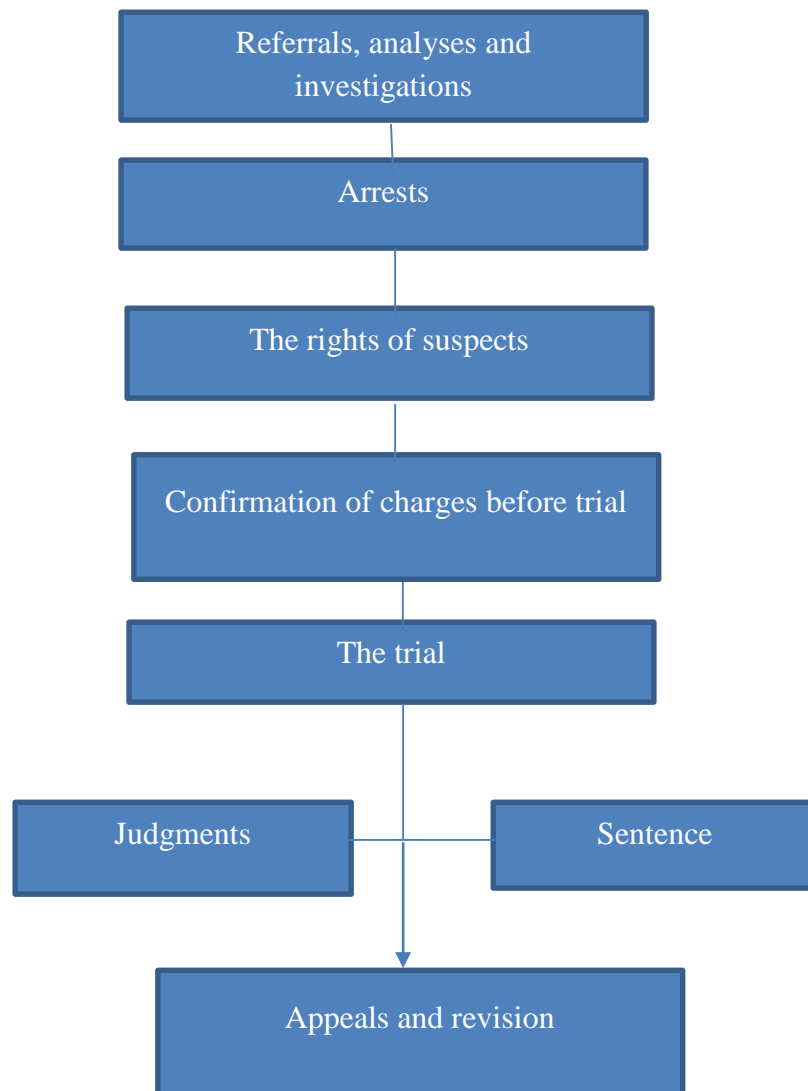 Referrals, analyses and
investigations
Arrests
The rights of suspects
Confirmation of charges before trial
The trial
Judgments
Sentence
Appeals and revision